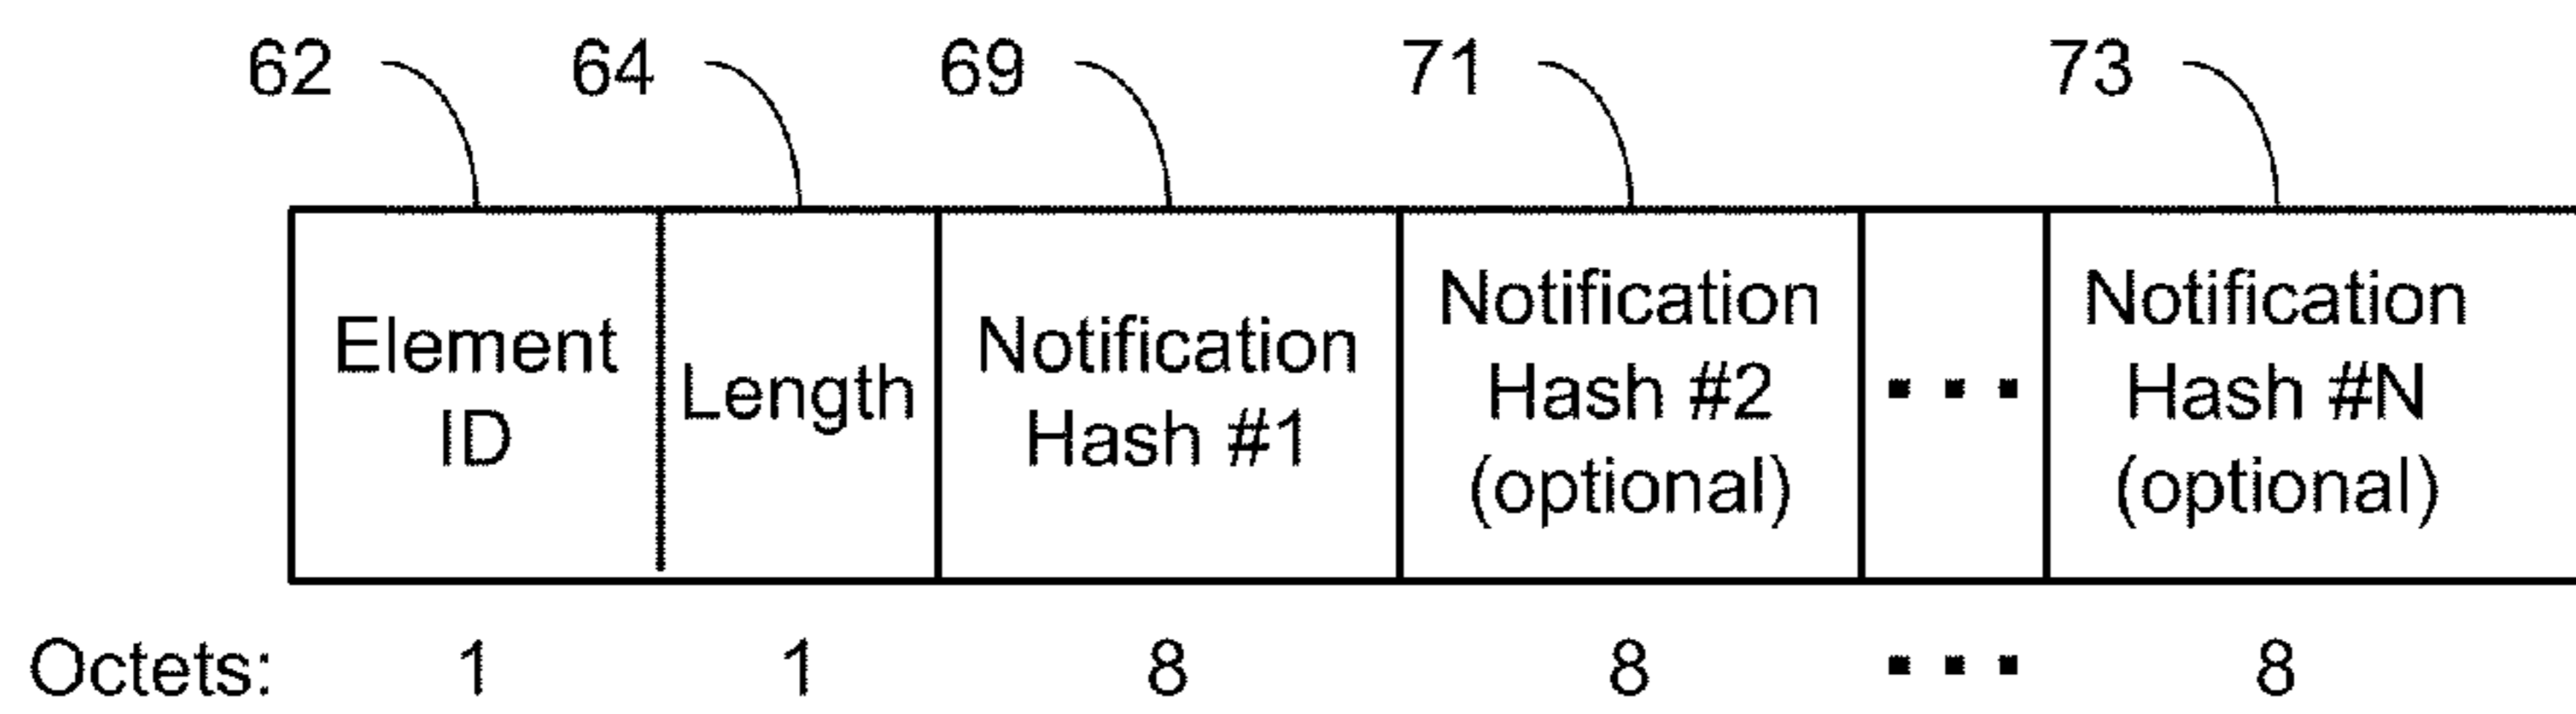 62 64 69 71 73
Element
ID
Length
Notification
Hash #1
Notification
Hash #2
(optional)
...
Notification
Hash #N
(optional)
Octets: 1 1 8 8 ... 8